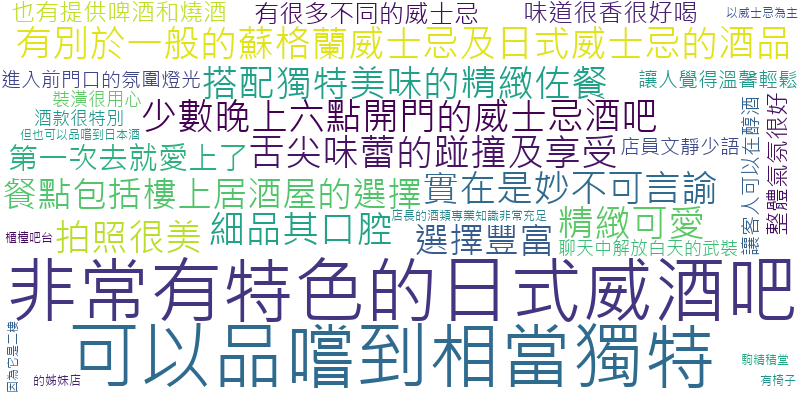 也有提供啤酒和燒酒
有很多不同的威士忌
味道很香很好喝
以威士忌為主
有別於一般的蘇格蘭威士忌及日式威士忌的酒品
進入前門口的氛圍燈光
搭配獨特美味的精緻佐餐
讓人覺得溫馨輕鬆
裝潢很用心
酒款很特別
少數晚上六點開門的威士忌酒吧
但也可以品嚐到日本酒
第一次去就愛上了
舌尖味蕾的踫撞及享受
店員文靜少語
讓客人可以在醇酒
整體氣氛很好
餐點包括樓上居酒屋的選擇
實在是妙不可言諭
店長的酒類專業知識非常充足
櫃檯吧台
拍照很美
細品其口腔
選擇豐富
精緻可愛
聊天中解放白天的武裝
非常有特色的日式威酒吧
可以品嚐到相當獨特
因為它是二樓
的姊妹店
駒繕積堂
有椅子